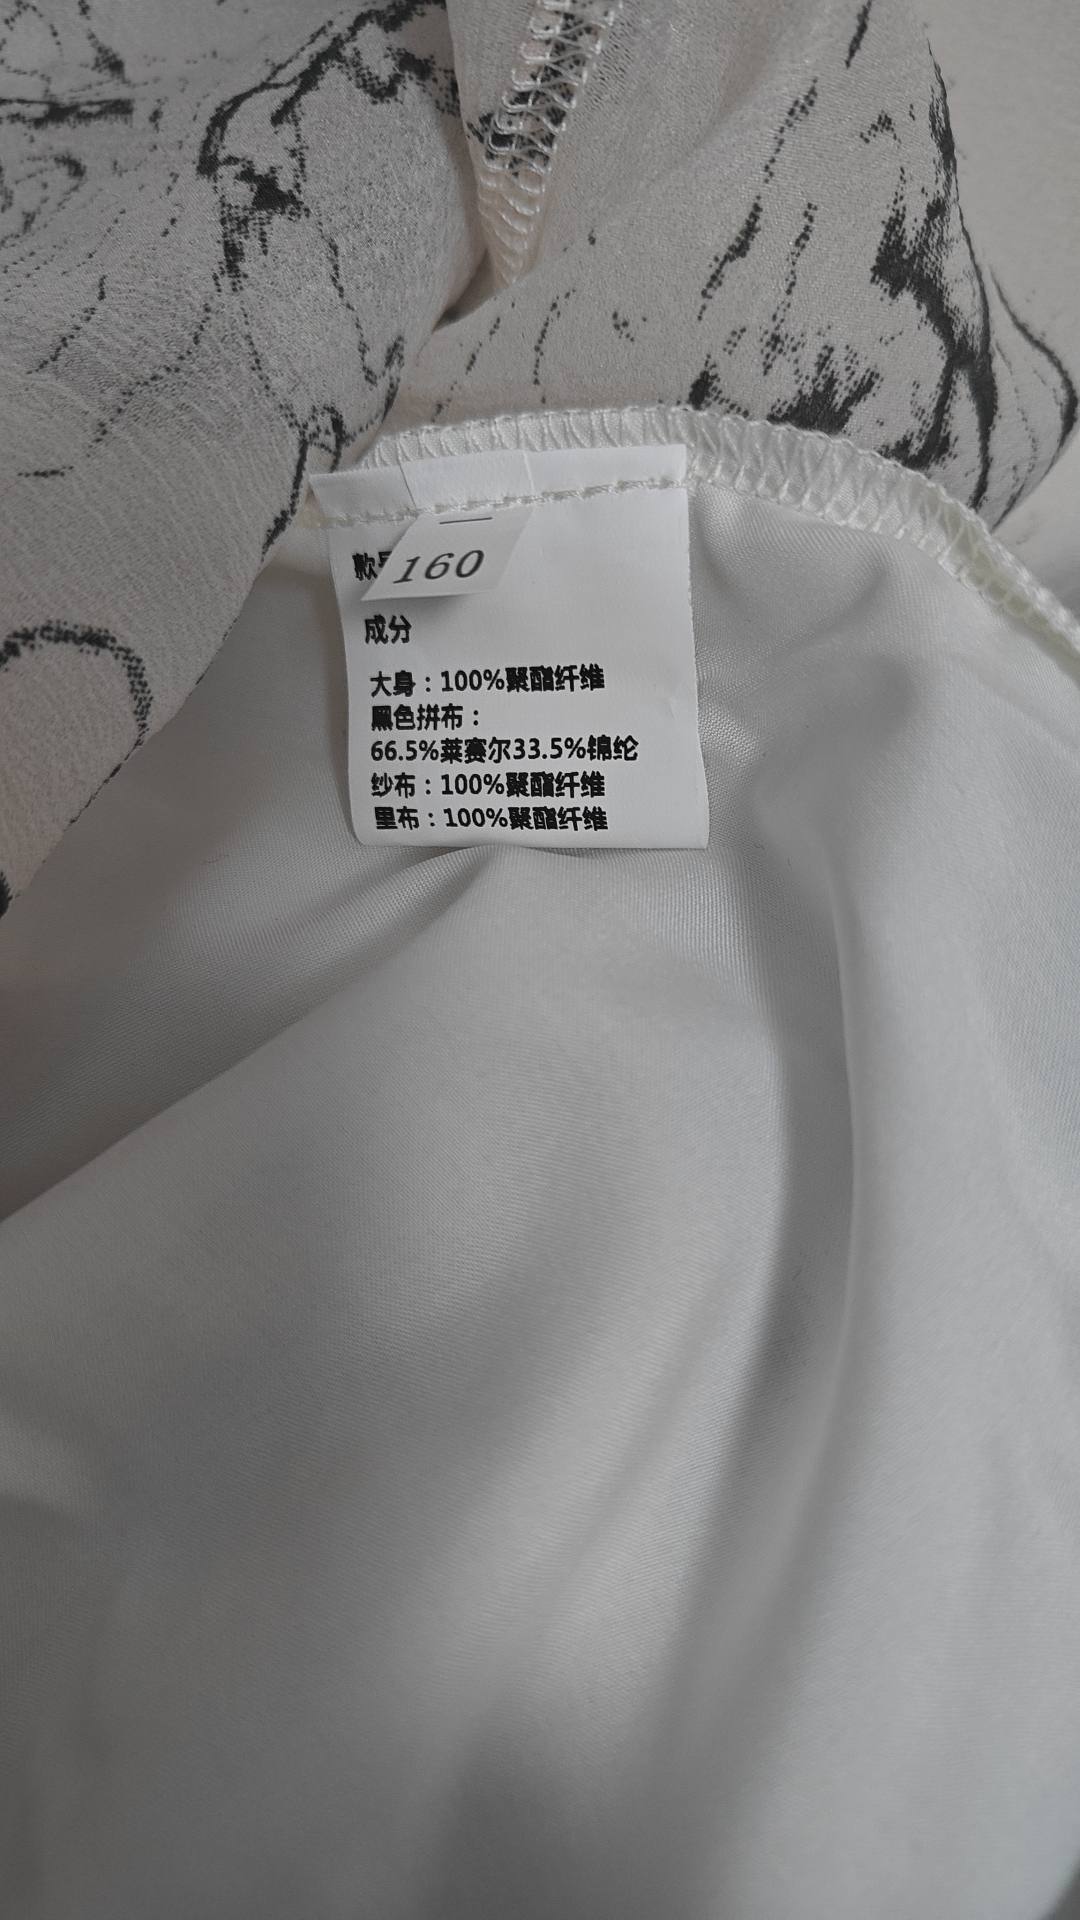 款
160
成分
大身：100%聚酯纤维
黑色拼布：
66.5%莱赛尔33.5%锦纶
纱布：100%聚酯纤维
里布：100%聚酯纤维